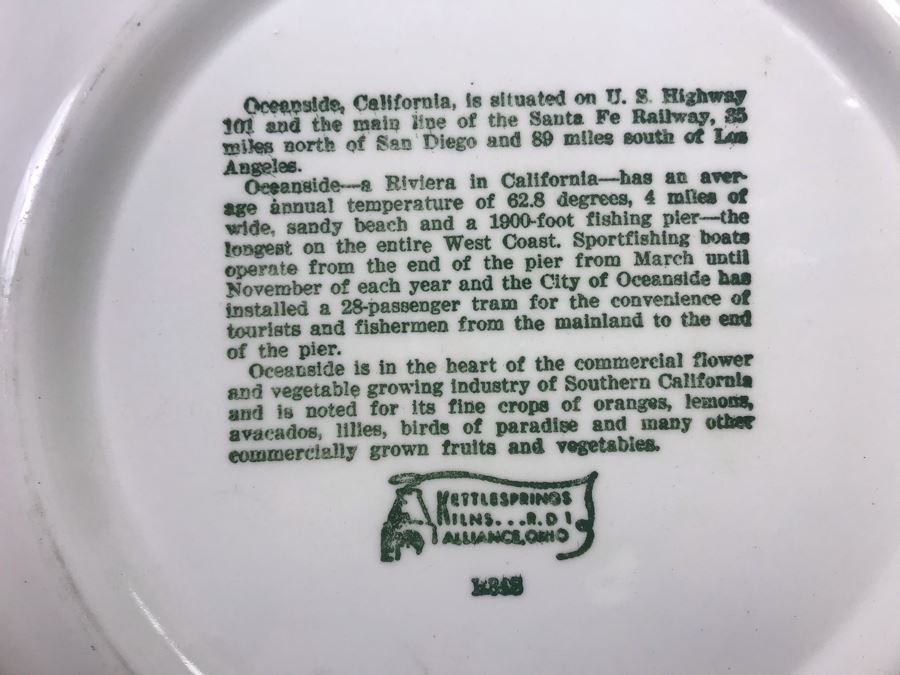 Oceanside, California, is situated on U. S. Highway
101 and the main line of the Santa Fe Railway, 35
miles north of San Diego and 89 miles south of Los
Angeles.
Oceanside—a Riviera in California—has an aver-
age annual temperature of 62.8 degrees, 4 miles of
wide, sandy beach and a 1900-foot fishing pier—the
longest on the entire West Coast. Sportfishing boats
operate from the end of the pier from March until
November of each year and the City of Oceanside has
installed a 28-passenger tram for the convenience of
tourists and fishermen from the mainland to the end
of the pier.
Oceanside is in the heart of the commercial flower
and vegetable growing industry of Southern California
and is noted for its fine crops of oranges, lemons,
avacados, lilies, birds of paradise and many other
commercially grown fruits and vegetables.
KETTLESPRINGS
KILNS...R.D 1
ALLIANCE, OHIO